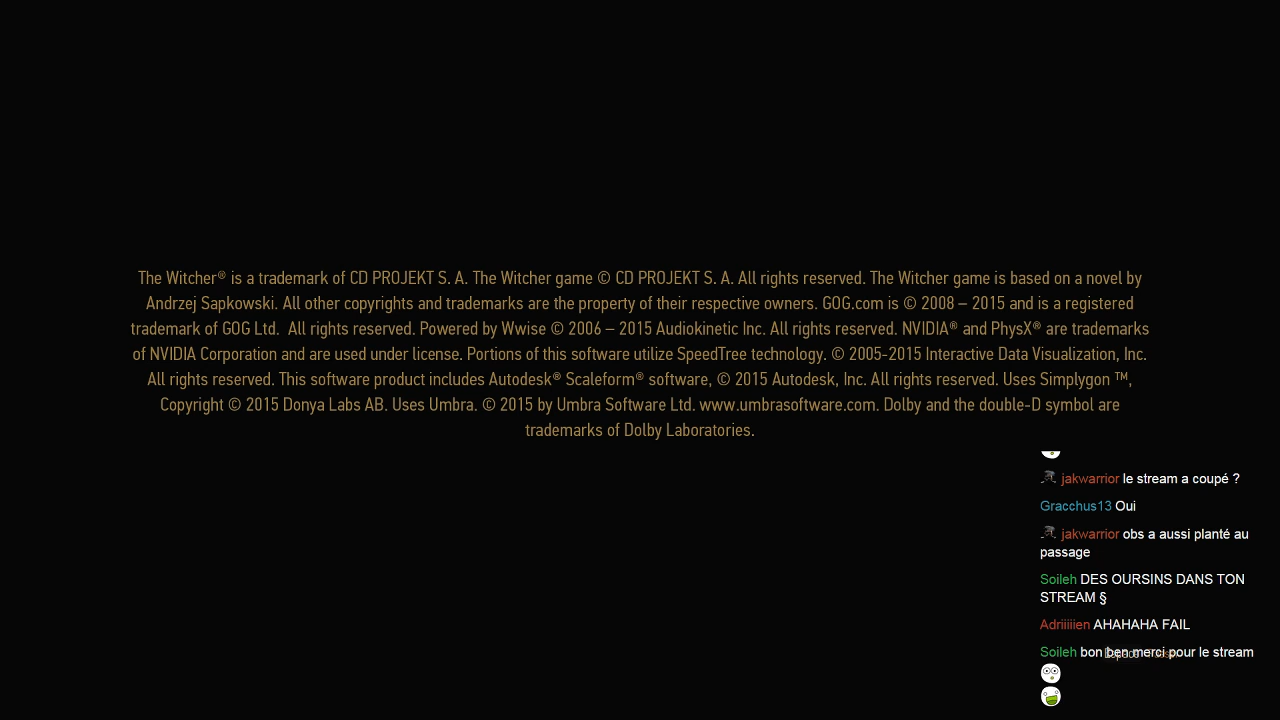 The Witcher® is a trademark of CD PROJEKT S. A. The Witcher game © CD PROJEKT S. A. All rights reserved. The Witcher game is based on a novel by
Andrzej Sapkowski. All other copyrights and trademarks are the property of their respective owners. GOG.com is © 2008 – 2015 and is a registered
trademark of GOG Ltd.  All rights reserved. Powered by Wwise © 2006 – 2015 Audiokinetic Inc. All rights reserved. NVIDIA® and PhysX® are trademarks
of NVIDIA Corporation and are used under license. Portions of this software utilize SpeedTree technology. © 2005-2015 Interactive Data Visualization, Inc.
All rights reserved. This software product includes Autodesk® Scaleform® software, © 2015 Autodesk, Inc. All rights reserved. Uses Simplygon ™,
Copyright © 2015 Donya Labs AB. Uses Umbra. © 2015 by Umbra Software Ltd. www.umbrasoftware.com. Dolby and the double-D symbol are
trademarks of Dolby Laboratories.
jakwarrior le stream a coupé ?
Gracchus13 Oui
jakwarrior obs a aussi planté au
passage
Soileh DES OURSINS DANS TON
STREAM §
Adriiiiien AHAHAHA FAIL
Soileh bon ben merci pour le stream